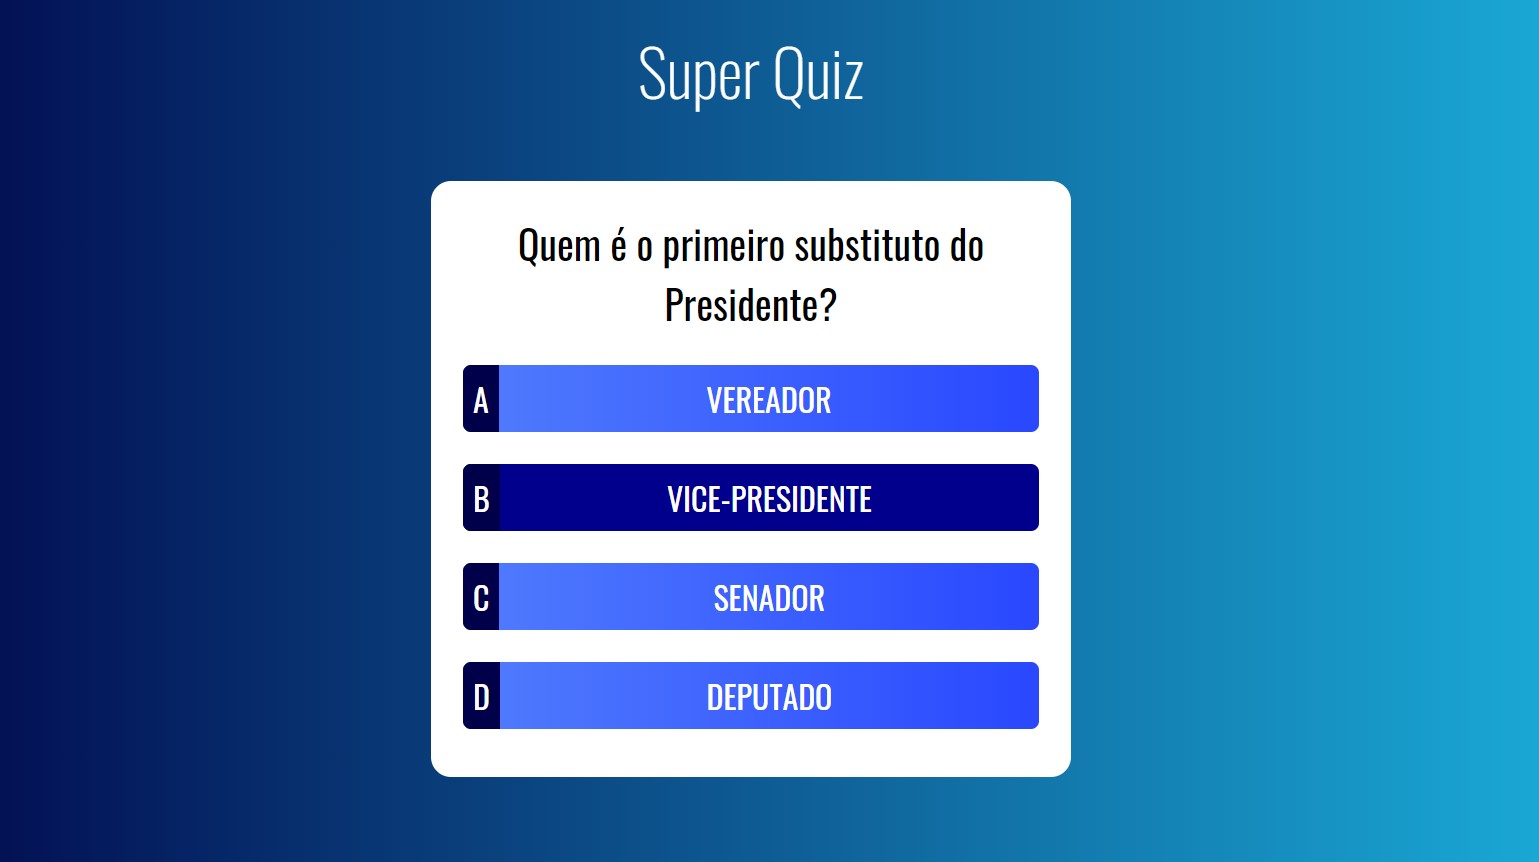 Super Quiz
Quem é o primeiro substituto do
Presidente?
A VEREADOR
B VICE-PRESIDENTE
C SENADOR
D DEPUTADO